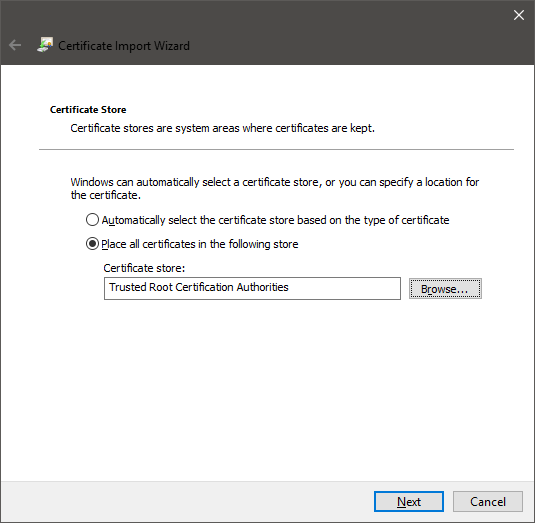 Certificate Import Wizard
Certificate Store
Certificate stores are system areas where certificates are kept.
Windows can automatically select a certificate store, or you can specify a location for
the certificate.
Automatically select the certificate store based on the type of certificate
Place all certificates in the following store
Certificate store:
Trusted Root Certification Authorities
Browse...
Next
Cancel